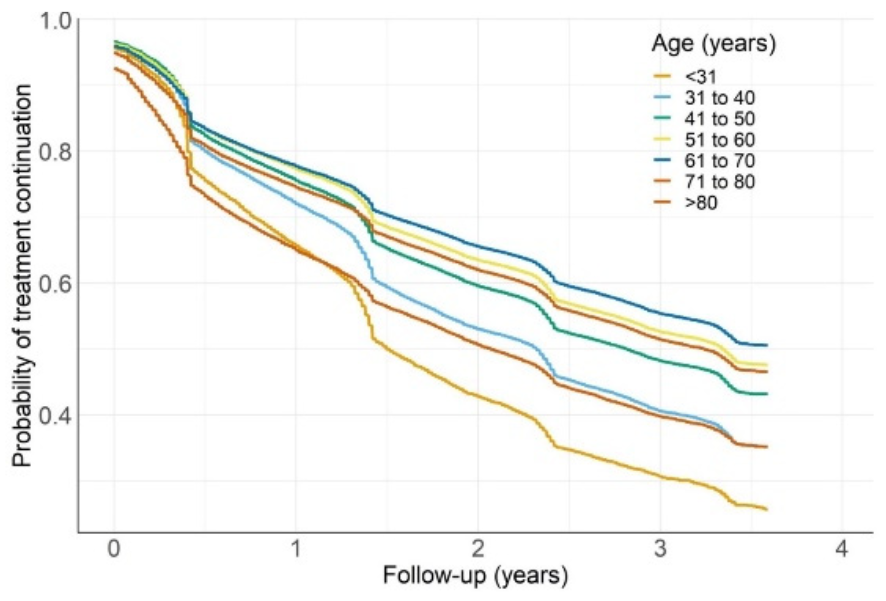 1.0
0.8
0.6
0.4
Probability of treatment continuation
Age (years)
<31
31 to 40
41 to 50
51 to 60
61 to 70
71 to 80
>80
0 1 2 3 4
Follow-up (years)